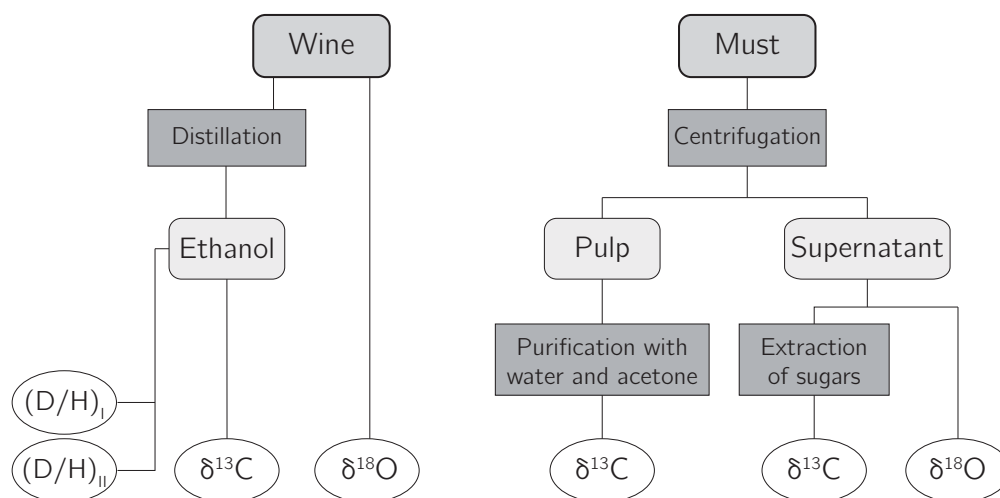 Wine
Must
Distillation
Centrifugation
Ethanol
Pulp
Supernatant
Purification with
water and acetone
Extraction
of sugars
(D/H)I
(D/H)II
δ¹³C
δ¹⁸O
δ¹³C
δ¹³C
δ¹⁸O